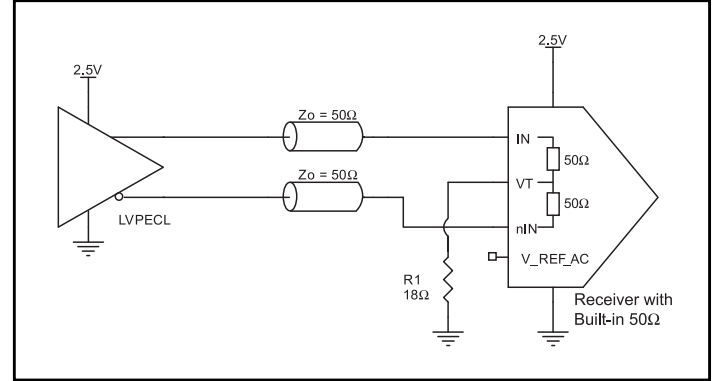 2.5V
2.5V
Zo = 50Ω
IN
50Ω
Zo = 50Ω
VT
50Ω
LVPECL
nIN
V_REF_AC
R1
18Ω
Receiver with
Built-in 50Ω